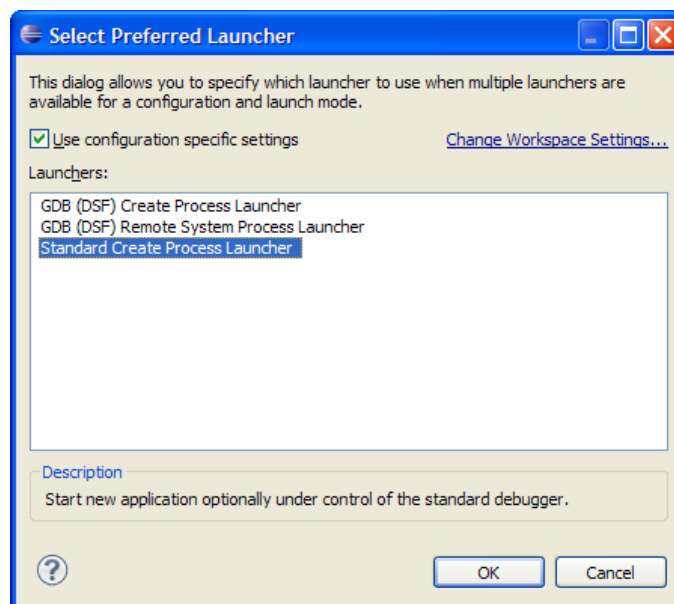 Select Preferred Launcher
This dialog allows you to specify which launcher to use when multiple launchers are
available for a configuration and launch mode.
Use configuration specific settings
Change Workspace Settings...
Launchers:
GDB (DSF) Create Process Launcher
GDB (DSF) Remote System Process Launcher
Standard Create Process Launcher
Description
Start new application optionally under control of the standard debugger.
?
OK
Cancel